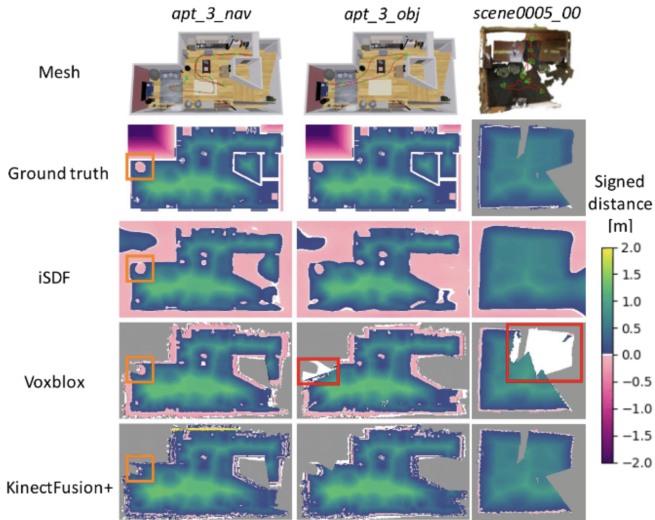 apt_3_nav apt_3_obj scene0005_00
Mesh
Ground truth
Signed
distance
[m]
iSDF
2.0
1.5
1.0
0.5
0.0
−0.5
−1.0
−1.5
−2.0
Voxblox
KinectFusion+